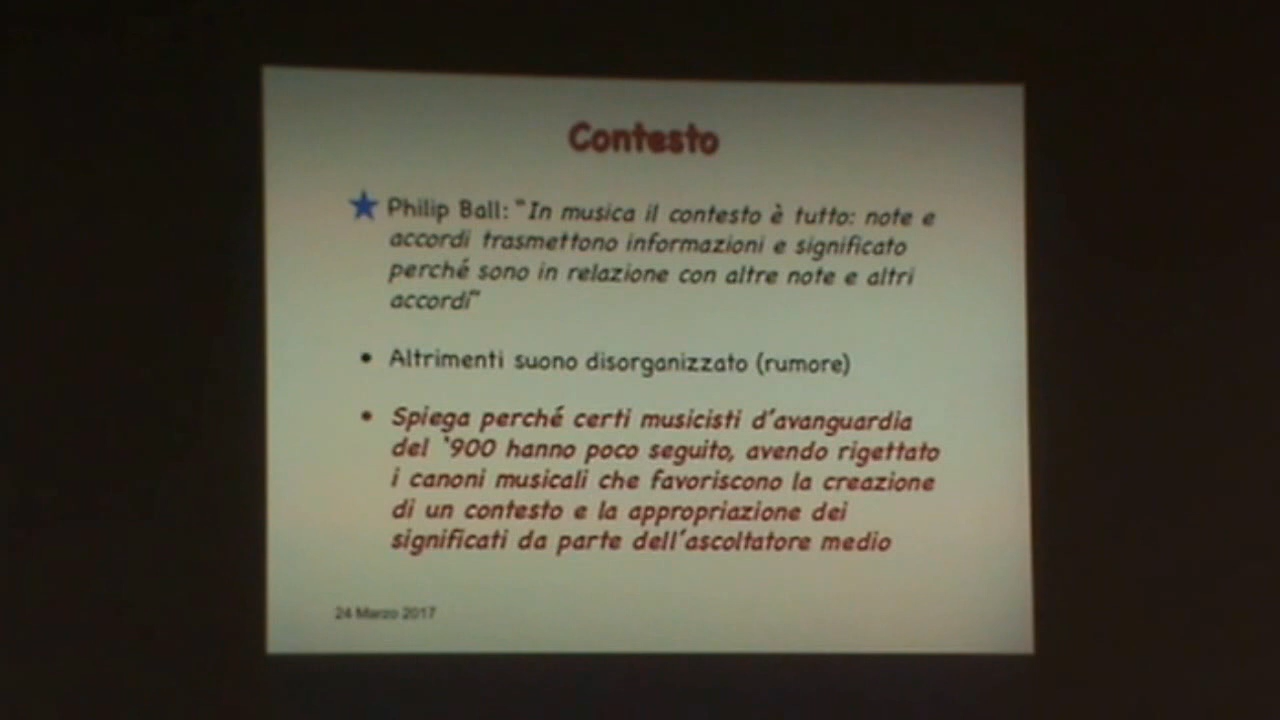 Contesto
Philip Ball: "In musica il contesto è tutto: note e
accordi trasmettono informazioni e significato
perché sono in relazione con altre note e altri
accordi"
• Altrimenti suono disorganizzato (rumore)
• Spiega perché certi musicisti d'avanguardia
del '900 hanno poco seguito, avendo rigettato
i canoni musicali che favoriscono la creazione
di un contesto e la appropriazione dei
significati da parte dell'ascoltatore medio
24 Marzo 2017